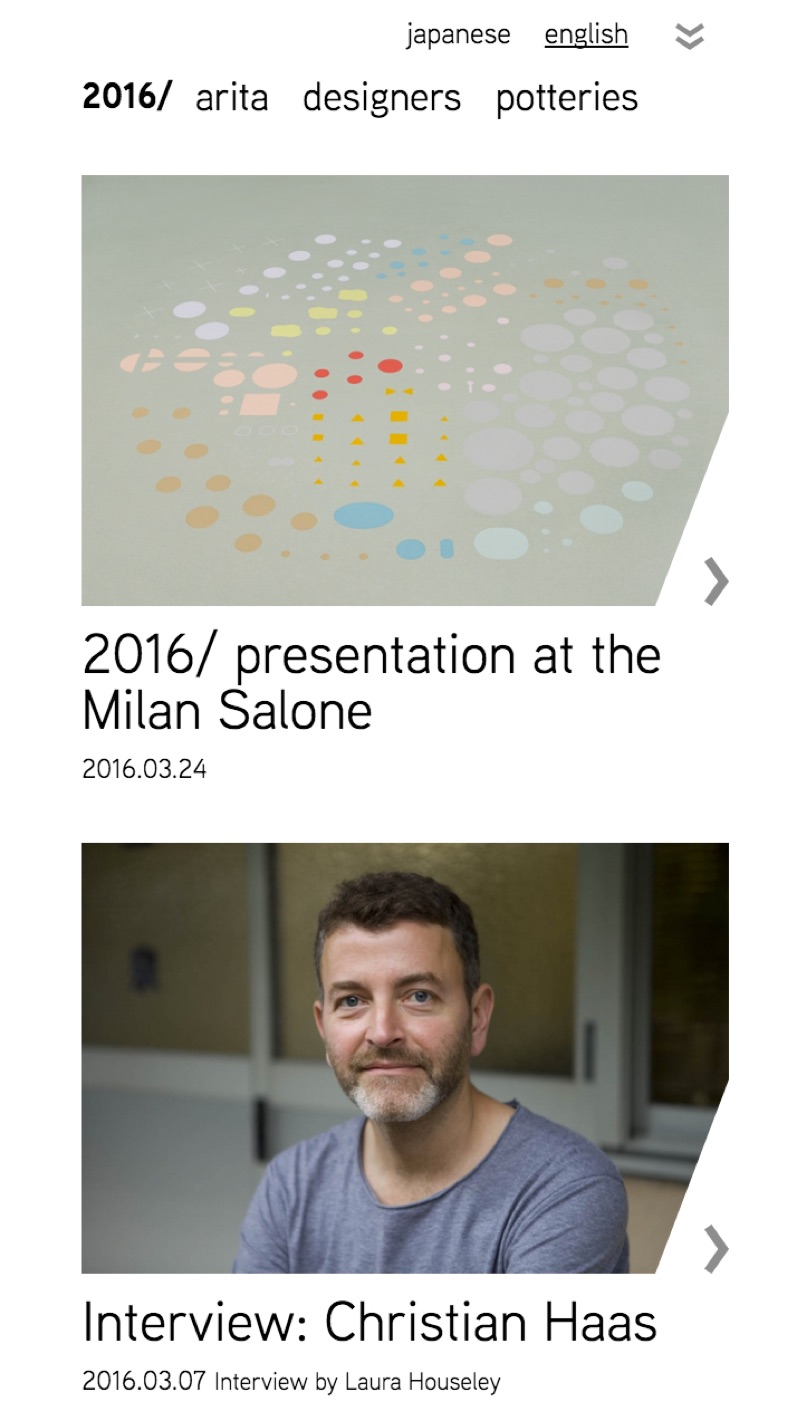 japanese english
2016/ arita designers potteries
2016/ presentation at the
Milan Salone
2016.03.24
Interview: Christian Haas
2016.03.07 Interview by Laura Houseley